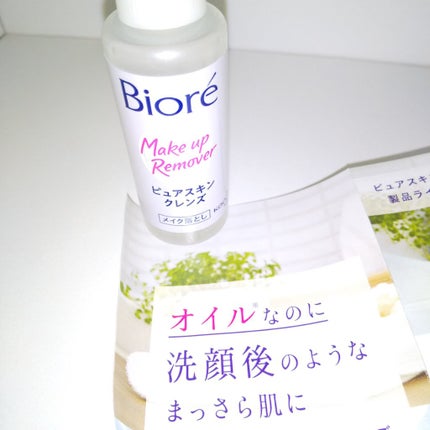 Bioré
Make up
Remover
ピュアスキン
クレンズ
メイク落とし
ピュアスキ
製品ライ
オイル*なのに
洗顔後のような
まっさら肌に